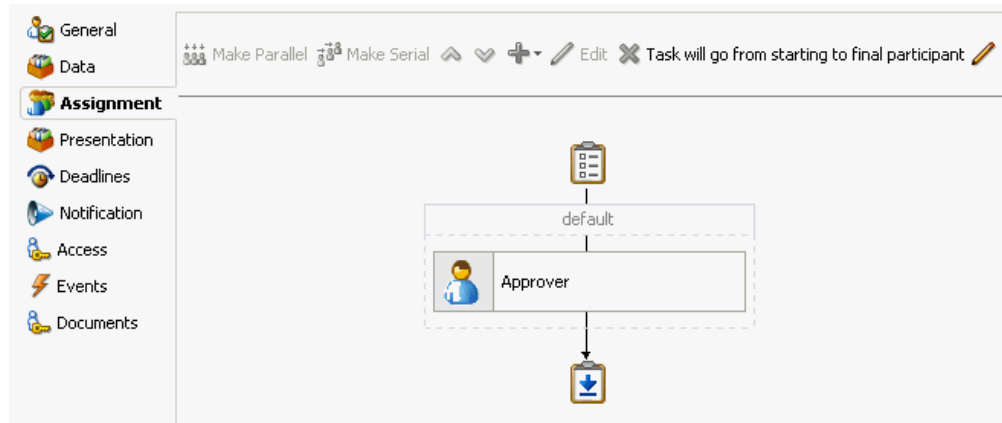 General
Data
Assignment
Presentation
Deadlines
Notification
Access
Events
Documents
Make Parallel Make Serial Edit Task will go from starting to final participant
default
Approver